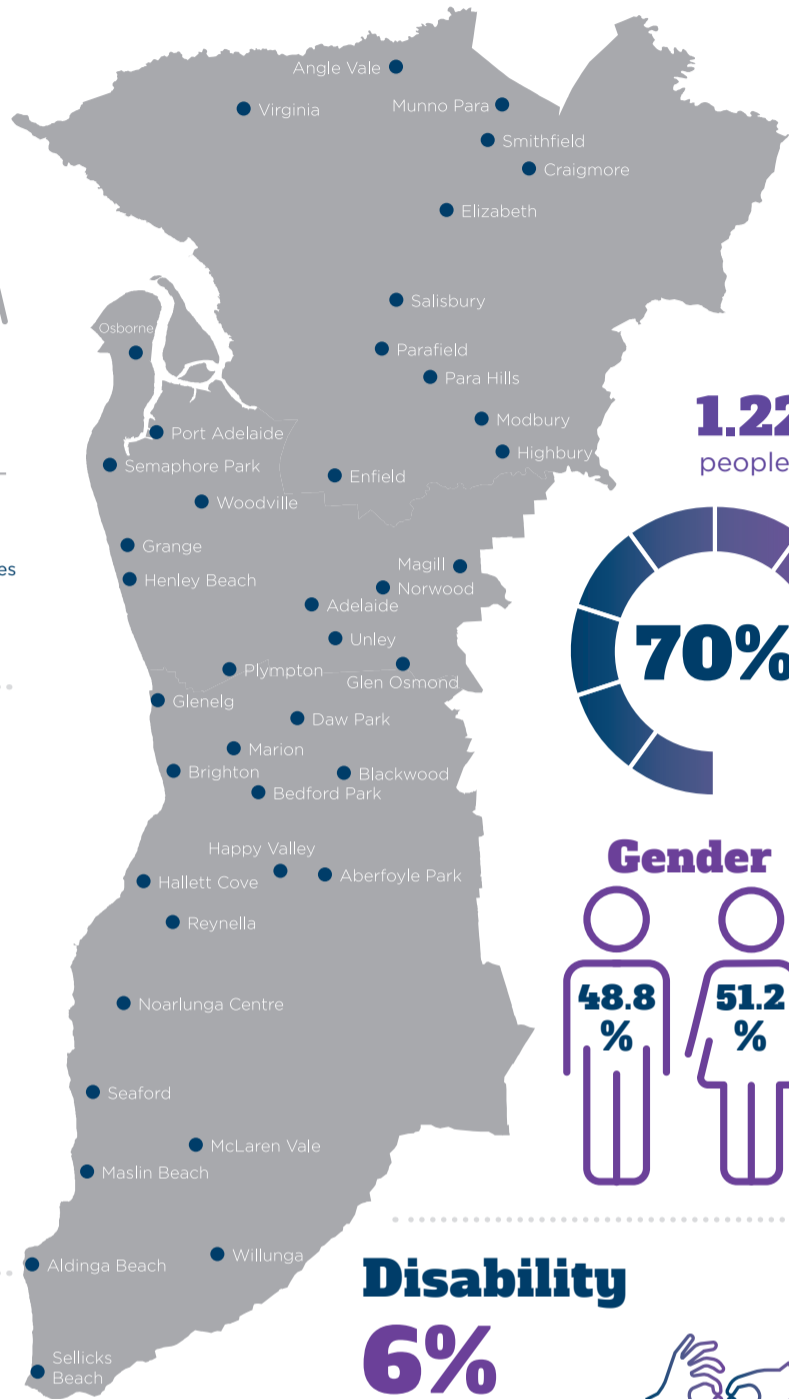 Angle Vale
Virginia
Munno Para
Smithfield
Craigmore
Elizabeth
Salisbury
Osborne
Parafield
Para Hills
Modbury
Port Adelaide
Highbury
Semaphore Park
Enfield
Woodville
Grange
Henley Beach
Magill
Norwood
Adelaide
Unley
Plympton
Glen Osmond
Glenelg
Daw Park
Marion
Brighton
Blackwood
Bedford Park
Happy Valley
Hallett Cove
Aberfoyle Park
Reynella
Noarlunga Centre
Seaford
McLaren Vale
Maslin Beach
Willunga
Aldinga Beach
Sellicks
Beach
es
1.22
people
70%
Gender
48.8
%
51.2
%
Disability
6%